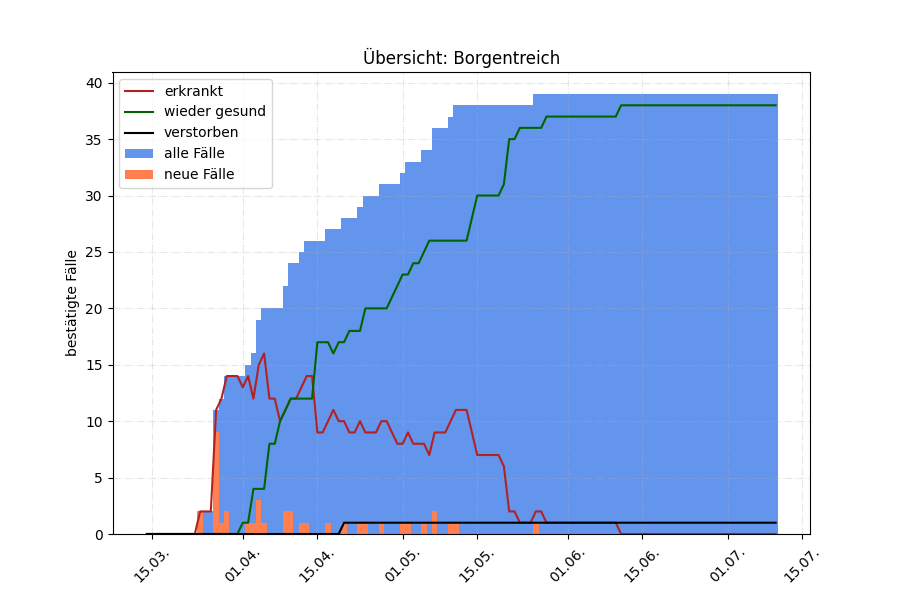 Übersicht: Borgentreich
bestätigte Fälle
40
35
30
25
20
15
10
5
0
erkrankt
wieder gesund
verstorben
alle Fälle
neue Fälle
15.03.
01.04.
15.04.
01.05.
15.05.
01.06.
15.06.
01.07.
15.07.